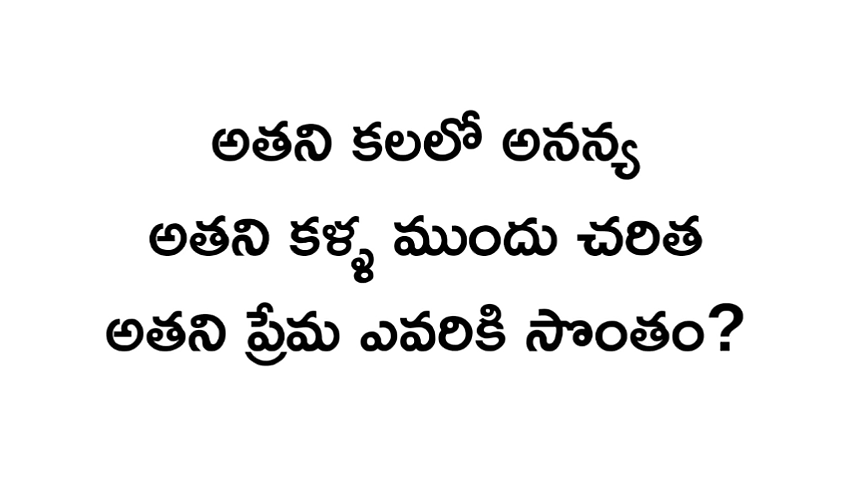 అతని కలలో అనన్య
అతని కళ్ళ ముందు చరిత
అతని ప్రేమ ఎవరికి సొంతం?